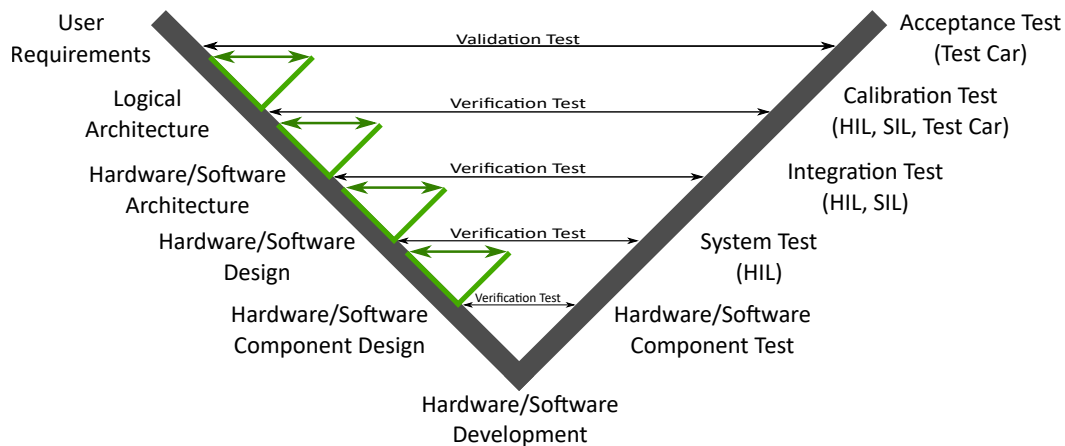 User
Requirements
Validation Test
Acceptance Test
(Test Car)
Logical
Architecture
Verification Test
Calibration Test
(HIL, SIL, Test Car)
Hardware/Software
Architecture
Verification Test
Integration Test
(HIL, SIL)
Hardware/Software
Design
Verification Test
System Test
(HIL)
Hardware/Software
Component Design
Verification Test
Hardware/Software
Component Test
Hardware/Software
Development